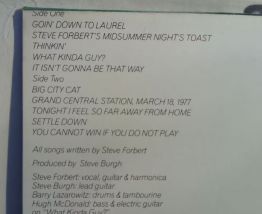 Side One
GOIN' DOWN TO LAUREL
STEVE FORBERT'S MIDSUMMER NIGHT'S TOAST
THINKIN'
WHAT KINDA GUY?
IT ISN'T GONNA BE THAT WAY
Side Two
BIG CITY CAT
GRAND CENTRAL STATION, MARCH 18, 1977
TONIGHT I FEEL SO FAR AWAY FROM HOME
SETTLE DOWN
YOU CANNOT WIN IF YOU DO NOT PLAY
All songs written by Steve Forbert
Produced by Steve Burgh
Steve Forbert: vocal, guitar & harmonica
Steve Burgh: lead guitar
Barry Lazarowitz: drums & tambourine
Hugh McDonald: bass & electric guitar
on "What Kinda Guy?"